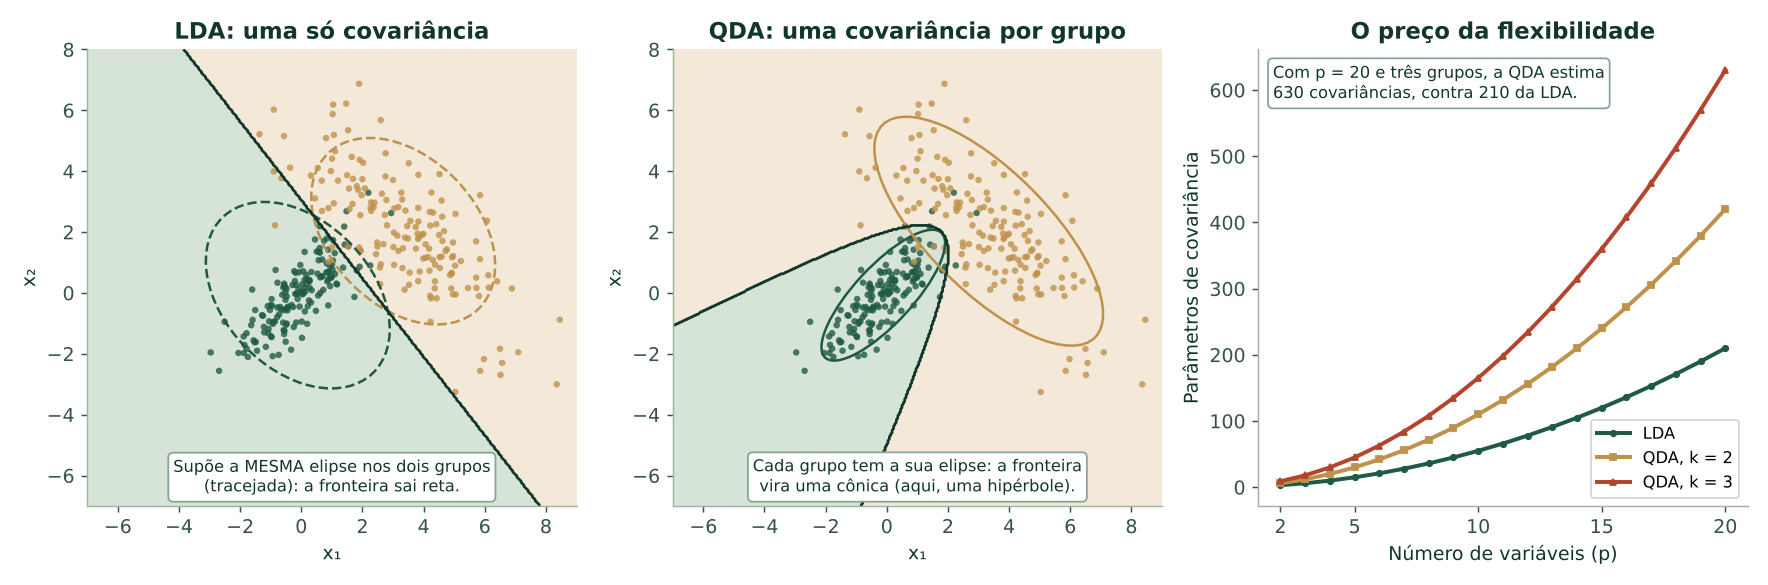 LDA: uma só covariância
8
6
4
2
0
−2
−4
−6
x₂
−6 −4 −2 0 2 4 6 8
x₁
Supõe a MESMA elipse nos dois grupos
(tracejada): a fronteira sai reta.
QDA: uma covariância por grupo
8
6
4
2
0
−2
−4
−6
x₂
−6 −4 −2 0 2 4 6 8
x₁
Cada grupo tem a sua elipse: a fronteira
vira uma cônica (aqui, uma hipérbole).
O preço da flexibilidade
Com p = 20 e três grupos, a QDA estima
630 covariâncias, contra 210 da LDA.
600
500
400
300
200
100
0
Parâmetros de covariância
2 5 10 15 20
Número de variáveis (p)
LDA
QDA, k = 2
QDA, k = 3